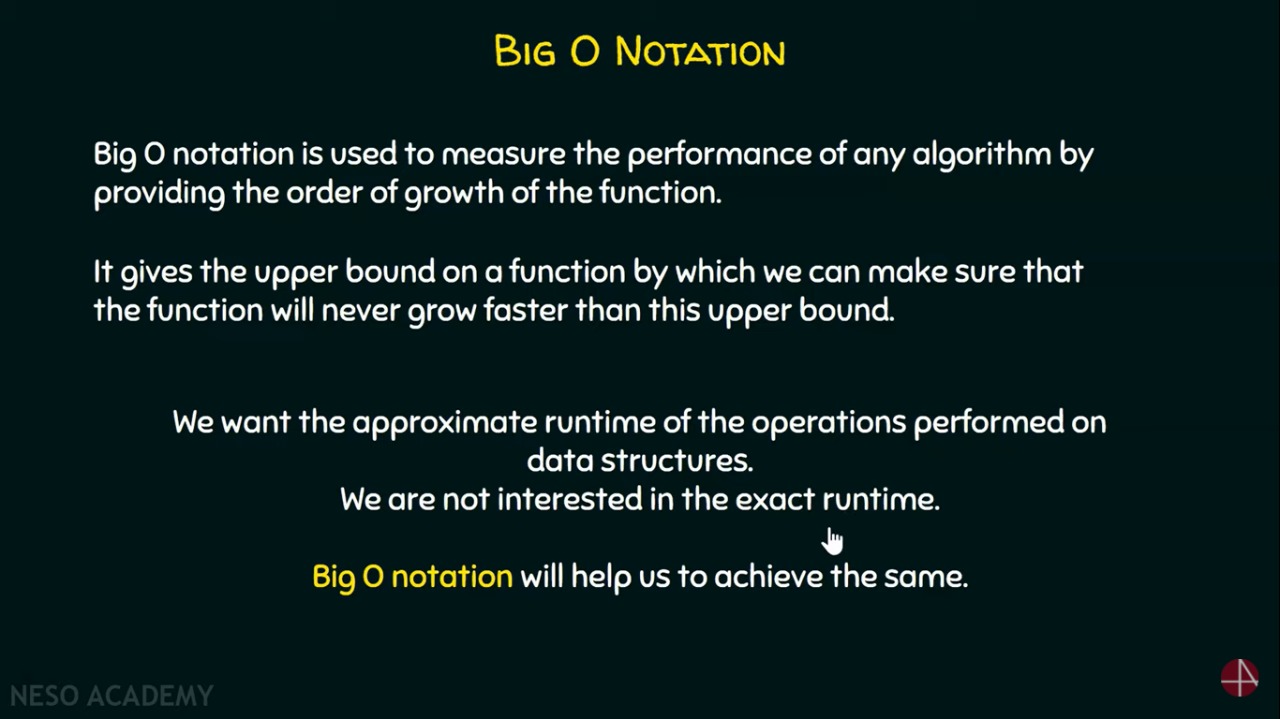 BIG O NOTATION
Big O notation is used to measure the performance of any algorithm by
providing the order of growth of the function.
It gives the upper bound on a function by which we can make sure that
the function will never grow faster than this upper bound.
We want the approximate runtime of the operations performed on
data structures.
We are not interested in the exact runtime.
Big O notation will help us to achieve the same.
NESO ACADEMY